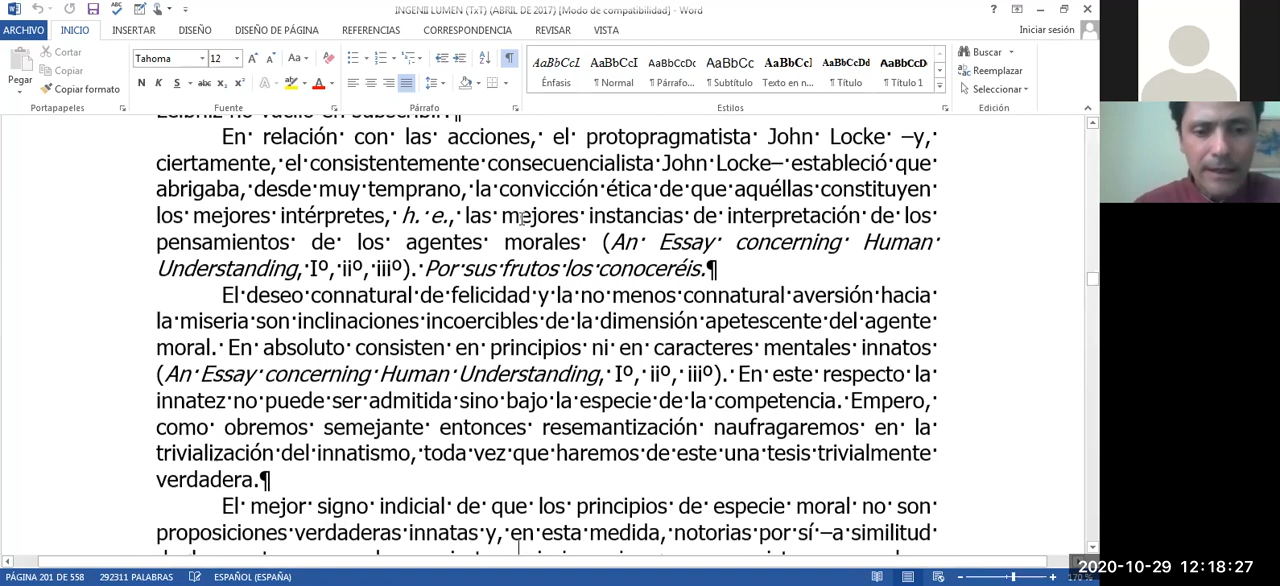 INGENII LUMEN (TxT) (ABRIL DE 2017) [Modo de compatibilidad] - Word
ARCHIVO INICIO INSERTAR DISEÑO DISEÑO DE PÁGINA REFERENCIAS CORRESPONDENCIA REVISAR VISTA Iniciar sesión
Pegar
Cortar
Copiar
Copiar formato
Portapapeles
Tahoma 12
Fuente
Párrafo
AaBbCcI AaBbCcI AaBbCcDc AaBbCc AaBbCc] AaBbCcDd AaBbCcD
Énfasis ¶ Normal ¶ Párrafo... ¶ Subtítulo Texto en n... ¶ Título ¶ Título 1
Estilos
Buscar
Reemplazar
Seleccionar
Edición
Leibniz no volvió en subscribir.¶
En relación con las acciones, el protopragmatista John Locke –y,
ciertamente, el consistentemente consecuencialista John Locke– estableció que
abrigaba, desde muy temprano, la convicción ética de que aquéllas constituyen
los mejores intérpretes, h. e., las mejores instancias de interpretación de los
pensamientos de los agentes morales (An Essay concerning Human
Understanding, Iº, iiº, iiiº). Por sus frutos los conoceréis.¶
El deseo connatural de felicidad y la no menos connatural aversión hacia
la miseria son inclinaciones incoercibles de la dimensión apetescente del agente
moral. En absoluto consisten en principios ni en caracteres mentales innatos
(An Essay concerning Human Understanding, Iº, iiº, iiiº). En este respecto la
innatez no puede ser admitida sino bajo la especie de la competencia. Empero,
como obremos semejante entonces resemantización naufragaremos en la
trivialización del innatismo, toda vez que haremos de este una tesis trivialmente
verdadera.¶
El mejor signo indicial de que los principios de especie moral no son
proposiciones verdaderas innatas y, en esta medida, notorias por sí –a similitud
PÁGINA 201 DE 558 292311 PALABRAS ESPAÑOL (ESPAÑA) 170 %
2020-10-29 12:18:27